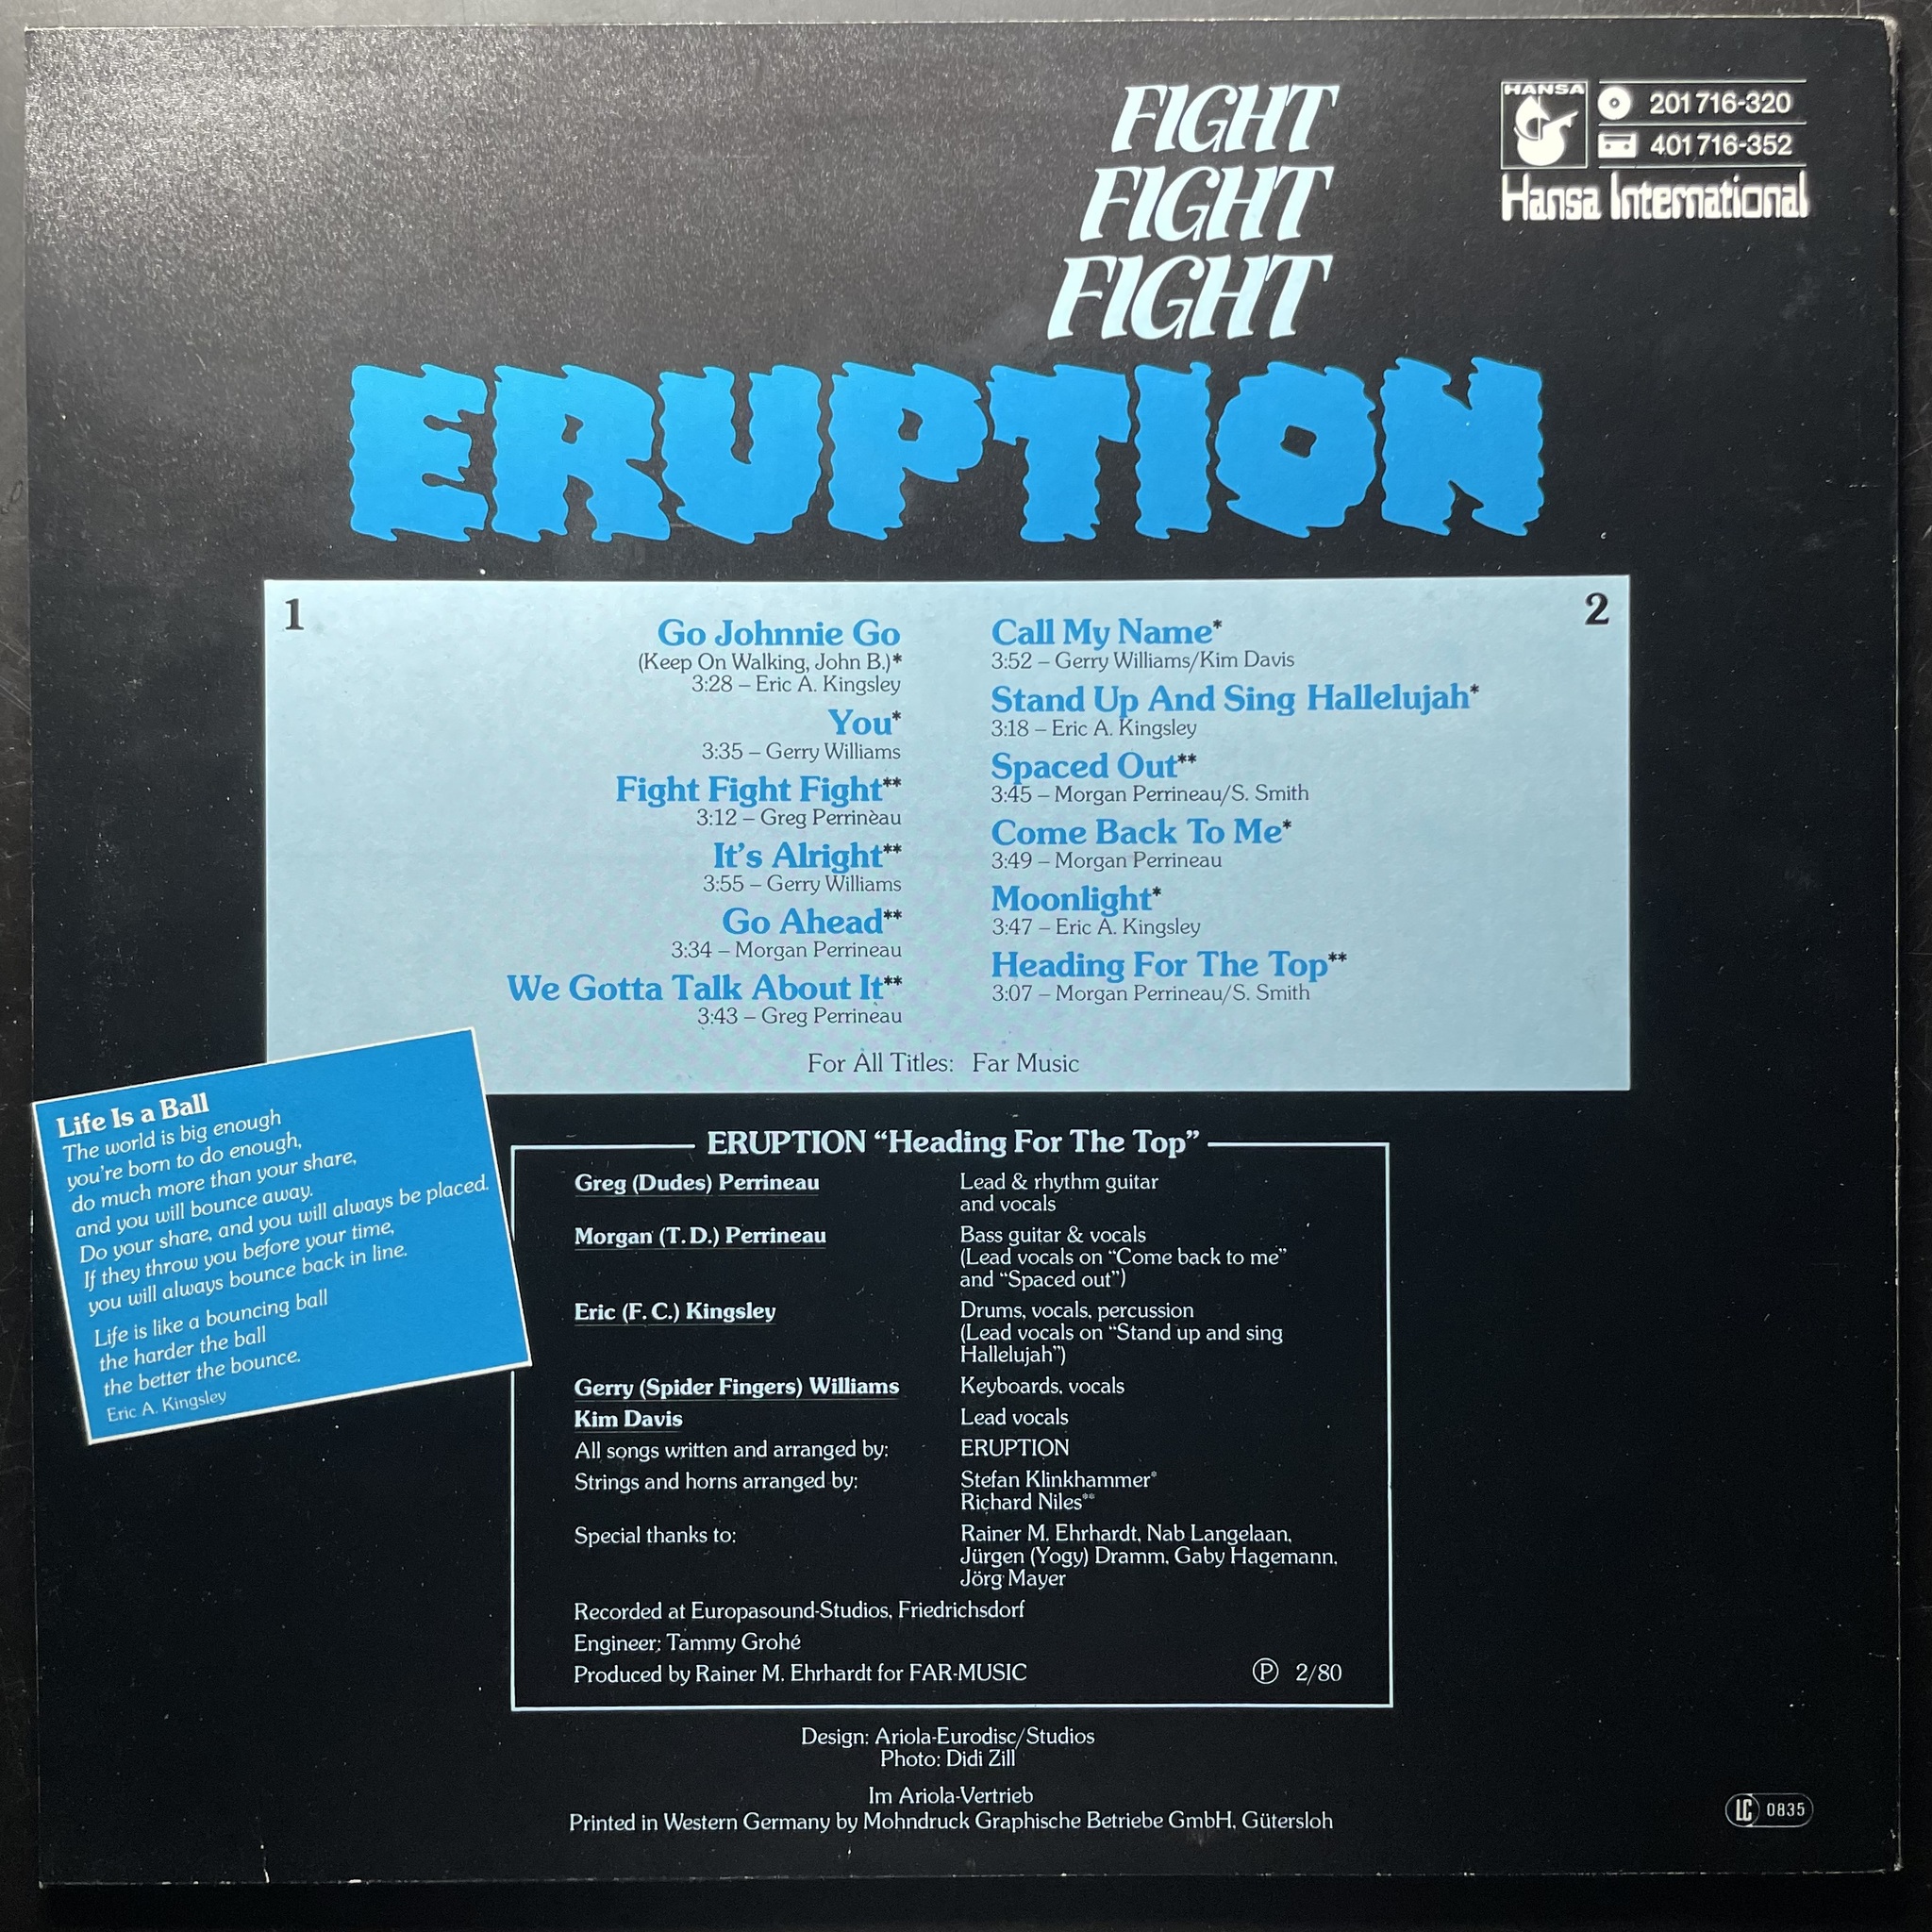 FIGHT
FIGHT
FIGHT
HANSA
201 716-320
401 716-352
Hansa International
ERUPTION
1
Go Johnnie Go
(Keep On Walking, John B.)*
3:28 – Eric A. Kingsley
You*
3:35 – Gerry Williams
Fight Fight Fight**
3:12 – Greg Perrinèau
It's Alright**
3:55 – Gerry Williams
Go Ahead**
3:34 – Morgan Perrineau
We Gotta Talk About It**
3:43 – Greg Perrineau
2
Call My Name*
3:52 – Gerry Williams/Kim Davis
Stand Up And Sing Hallelujah*
3:18 – Eric A. Kingsley
Spaced Out**
3:45 – Morgan Perrineau/S. Smith
Come Back To Me*
3:49 – Morgan Perrineau
Moonlight*
3:47 – Eric A. Kingsley
Heading For The Top**
3:07 – Morgan Perrineau/S. Smith
For All Titles: Far Music
Life Is a Ball
The world is big enough
you're born to do enough,
do much more than your share,
and you will bounce away.
Do your share, and you will always be placed.
If they throw you before your time,
you will always bounce back in line.
Life is like a bouncing ball
the harder the ball
the better the bounce.
Eric A. Kingsley
ERUPTION “Heading For The Top”
Greg (Dudes) Perrineau Lead & rhythm guitar
and vocals
Morgan (T. D.) Perrineau Bass guitar & vocals
(Lead vocals on “Come back to me”
and “Spaced out”)
Eric (F. C.) Kingsley Drums, vocals, percussion
(Lead vocals on “Stand up and sing
Hallelujah”)
Gerry (Spider Fingers) Williams Keyboards, vocals
Kim Davis Lead vocals
All songs written and arranged by: ERUPTION
Strings and horns arranged by: Stefan Klinkhammer*
Richard Niles**
Special thanks to: Rainer M. Ehrhardt, Nab Langelaan,
Jürgen (Yogy) Dramm, Gaby Hagemann,
Jörg Mayer
Recorded at Europasound-Studios, Friedrichsdorf
Engineer: Tammy Grohé
Produced by Rainer M. Ehrhardt for FAR-MUSIC ℗ 2/80
Design: Ariola-Eurodisc/Studios
Photo: Didi Zill
Im Ariola-Vertrieb
Printed in Western Germany by Mohndruck Graphische Betriebe GmbH, Gütersloh
LC 0835